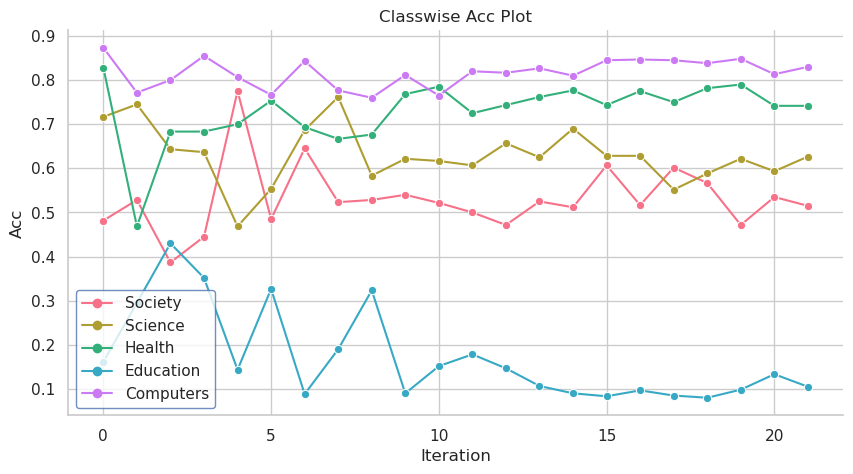 Classwise Acc Plot
Acc
0.9
0.8
0.7
0.6
0.5
0.4
0.3
0.2
0.1
Society
Science
Health
Education
Computers
0 5 10 15 20
Iteration